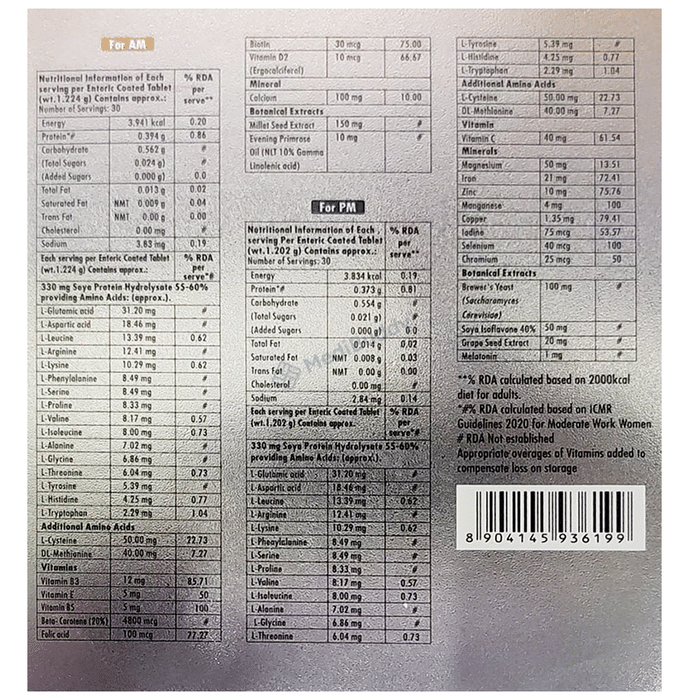 For AM
Nutritional Information of Each % RDA
serving per Enteric Coated Tablet per
(wt.1.224 g) Contains approx.: serve**
Number of Servings: 30
Energy 3.941 kcal 0.20
Protein*# 0.394 g 0.86
Carbohydrate 0.562 g #
(Total Sugars 0.024 g) #
(Added Sugars 0.000 g) 0.0
Total Fat 0.013 g 0.02
Saturated Fat NMT 0.009 g 0.04
Trans Fat NMT 0.00 g 0.00
Cholesterol 0.00 mg #
Sodium 3.83 mg 0.19
Each serving per Enteric Coated Tablet % RDA
(wt.1.224 g) Contains approx.: per
serve*#
330 mg Soya Protein Hydrolysate 55-60%
providing Amino Acids: (approx.).
L-Glutamic acid 31.20 mg #
L-Aspartic acid 18.46 mg #
L-Leucine 13.39 mg 0.62
L-Arginine 12.41 mg #
L-Lysine 10.29 mg 0.62
L-Phenylalanine 8.49 mg #
L-Serine 8.49 mg #
L-Proline 8.33 mg #
L-Valine 8.17 mg 0.57
L-Isoleucine 8.00 mg 0.73
L-Alanine 7.02 mg #
L-Glycine 6.86 mg #
L-Threonine 6.04 mg 0.73
L-Tyrosine 5.39 mg #
L-Histidine 4.25 mg 0.77
L-Tryptophan 2.29 mg 1.04
Additional Amino Acids
L-Cysteine 50.00 mg 22.73
DL-Methionine 40.00 mg 7.27
Vitamins
Vitamin B3 12 mg 85.71
Vitamin E 5 mg 50
Vitamin B5 5 mg 100
Beta- Carotene (20%) 4800 mcg #
Folic acid 100 mcg 77.27
Biotin 30 mcg 75.00
Vitamin D2 10 mcg 66.67
(Ergocalciferol)
Mineral
Calcium 100 mg 10.00
Botanical Extracts
Millet Seed Extract 150 mg #
Evening Primrose 10 mg #
Oil (NLT 10% Gamma
Linolenic acid)
For PM
Nutritional Information of Each % RDA
serving Per Enteric Coated Tablet per
(wt.1.202 g) Contains approx.: serve**
Number of Servings: 30
Energy 3.834 kcal 0.19
Protein*# 0.373 g 0.81
Carbohydrate 0.554 g #
(Total Sugars 0.021 g) #
(Added Sugars 0.000 g) 0.0
Total Fat 0.014 g 0.02
Saturated Fat NMT 0.008 g 0.03
Trans Fat NMT 0.00 g 0.00
Cholesterol 0.00 mg #
Sodium 2.84 mg 0.14
Each serving per Enteric Coated Tablet % RDA
(wt.1.202 g) Contains approx. per
serve*#
330 mg Soya Protein Hydrolysate 55-60%
providing Amino Acids: (approx.).
L-Glutamic acid 31.20 mg #
L-Aspartic acid 18.46 mg #
L-Leucine 13.39 mg 0.62
L-Arginine 12.41 mg #
L-Lysine 10.29 mg 0.62
L-Phenylalanine 8.49 mg #
L-Serine 8.49 mg #
L-Proline 8.33 mg #
L-Valine 8.17 mg 0.57
L-Isoleucine 8.00 mg 0.73
L-Alanine 7.02 mg #
L-Glycine 6.86 mg #
L-Threonine 6.04 mg 0.73
L-Tyrosine 5.39 mg #
L-Histidine 4.25 mg 0.77
L-Tryptophan 2.29 mg 1.04
Additional Amino Acids
L-Cysteine 50.00 mg 22.73
DL-Methionine 40.00 mg 7.27
Vitamin
Vitamin C 40 mg 61.54
Minerals
Magnesium 50 mg 13.51
Iron 21 mg 72.41
Zinc 10 mg 75.76
Manganese 4 mg 100
Copper 1.35 mg 79.41
Iodine 75 mcg 53.57
Selenium 40 mcg 100
Chromium 25 mcg 50
Botanical Extracts
Brewer's Yeast 100 mg #
(Saccharomyces
Cerevisiae)
Soya Isoflavone 40% 50 mg #
Grape Seed Extract 20 mg #
Melatonin 1 mg #
**% RDA calculated based on 2000kcal
diet for adults.
*#% RDA calculated based on ICMR
Guidelines 2020 for Moderate Work Women
# RDA Not established
Appropriate overages of Vitamins added to
compensate loss on storage
8 904145 936199